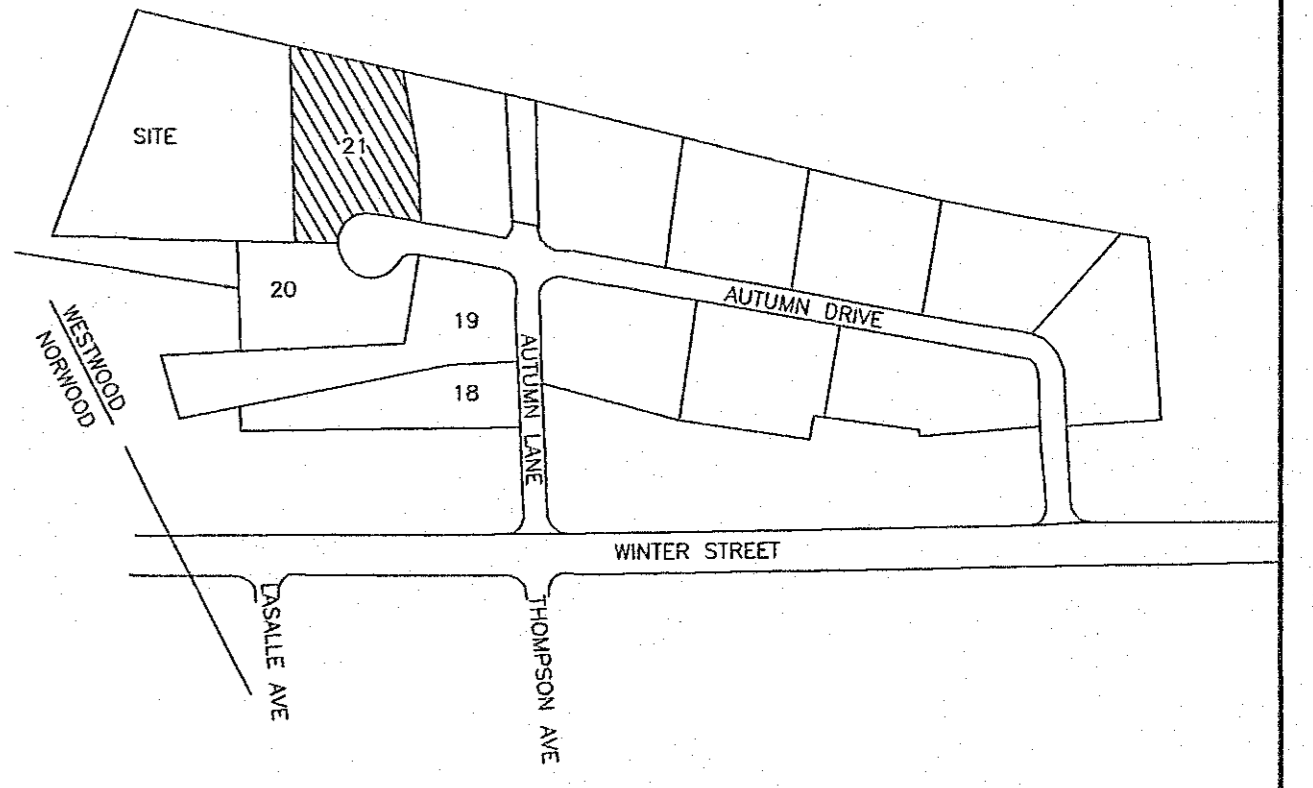 SITE
21
20
19
18
AUTUMN DRIVE
AUTUMN LANE
WESTWOOD
NORWOOD
WINTER STREET
LASALLE AVE
THOMPSON AVE